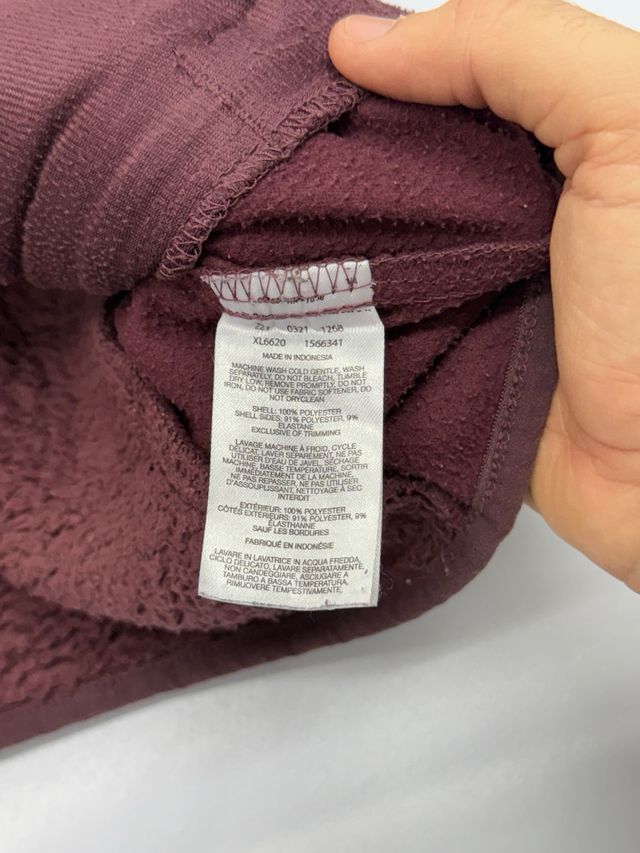 0321 - 1268
XL6620 1566341
MADE IN INDONESIA
MACHINE WASH COLD GENTLE, WASH
SEPARATELY, DO NOT BLEACH, TUMBLE
DRY LOW, REMOVE PROMPTLY, DO NOT
IRON, DO NOT USE FABRIC SOFTENER, DO
NOT DRYCLEAN
SHELL: 100% POLYESTER
SHELL SIDES: 91% POLYESTER, 9%
ELASTANE
EXCLUSIVE OF TRIMMING
LAVAGE MACHINE À FROID, CYCLE
DÉLICAT, LAVER SÉPARÉMENT, NE PAS
UTILISER D'EAU DE JAVEL, SÉCHAGE
MACHINE, BASSE TEMPÉRATURE, SORTIR
IMMÉDIATEMENT DE LA MACHINE,
NE PAS REPASSER, NE PAS UTILISER
D'ASSOUPLISSANT, NETTOYAGE À SEC
INTERDIT
EXTÉRIEUR: 100% POLYESTER
CÔTÉS EXTÉRIEURS: 91% POLYESTER, 9%
ÉLASTHANNE
SAUF LES BORDURES
FABRIQUÉ EN INDONÉSIE
LAVARE IN LAVATRICE IN ACQUA FREDDA,
CICLO DELICATO, LAVARE SEPARATAMENTE,
NON CANDEGGIARE, ASCIUGARE A
TAMBURO A BASSA TEMPERATURA,
RIMUOVERE TEMPESTIVAMENTE,